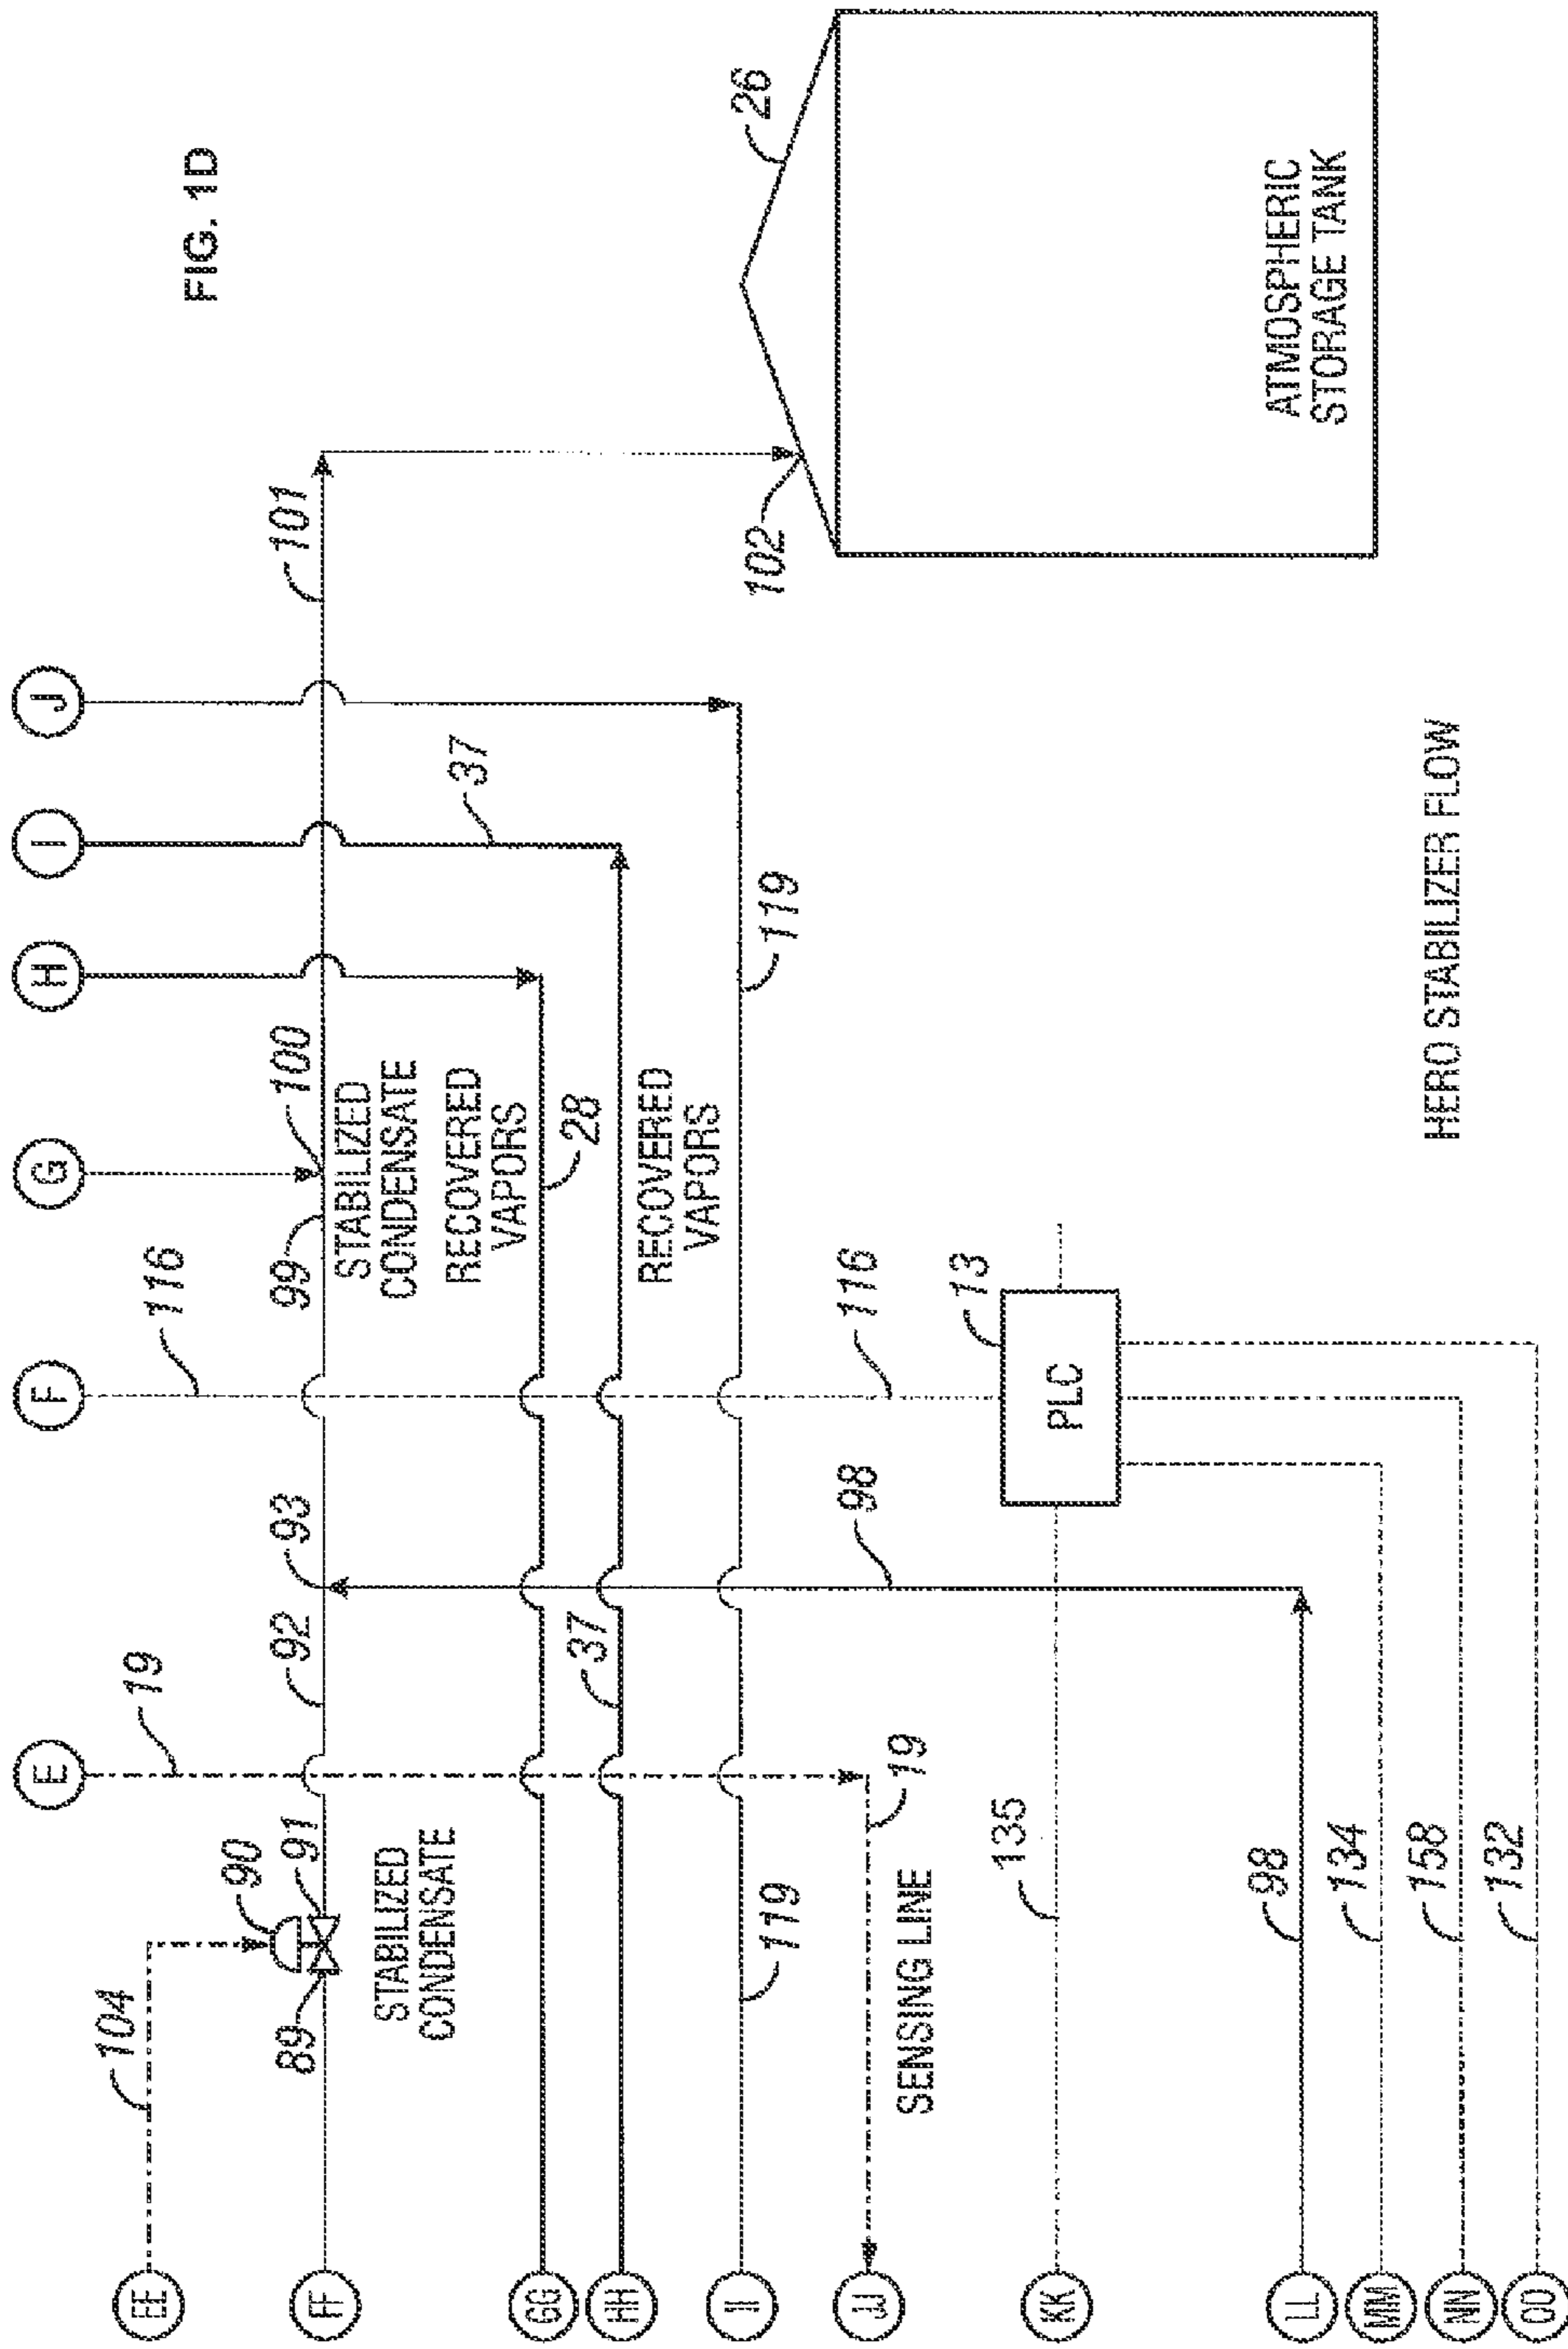 FIG. 1D
E
F
G
H
I
J
19
116
104
EE
90
91
92
93
99
100
101
89
FF
STABILIZED
CONDENSATE
STABILIZED
CONDENSATE
RECOVERED
VAPORS
28
37
GG
37
HH
RECOVERED
VAPORS
119
119
II
19
JJ
SENSING LINE
116
98
13
PLC
135
KK
98
LL
134
MM
158
NN
132
OO
102
26
ATMOSPHERIC
STORAGE TANK
HERO STABILIZER FLOW